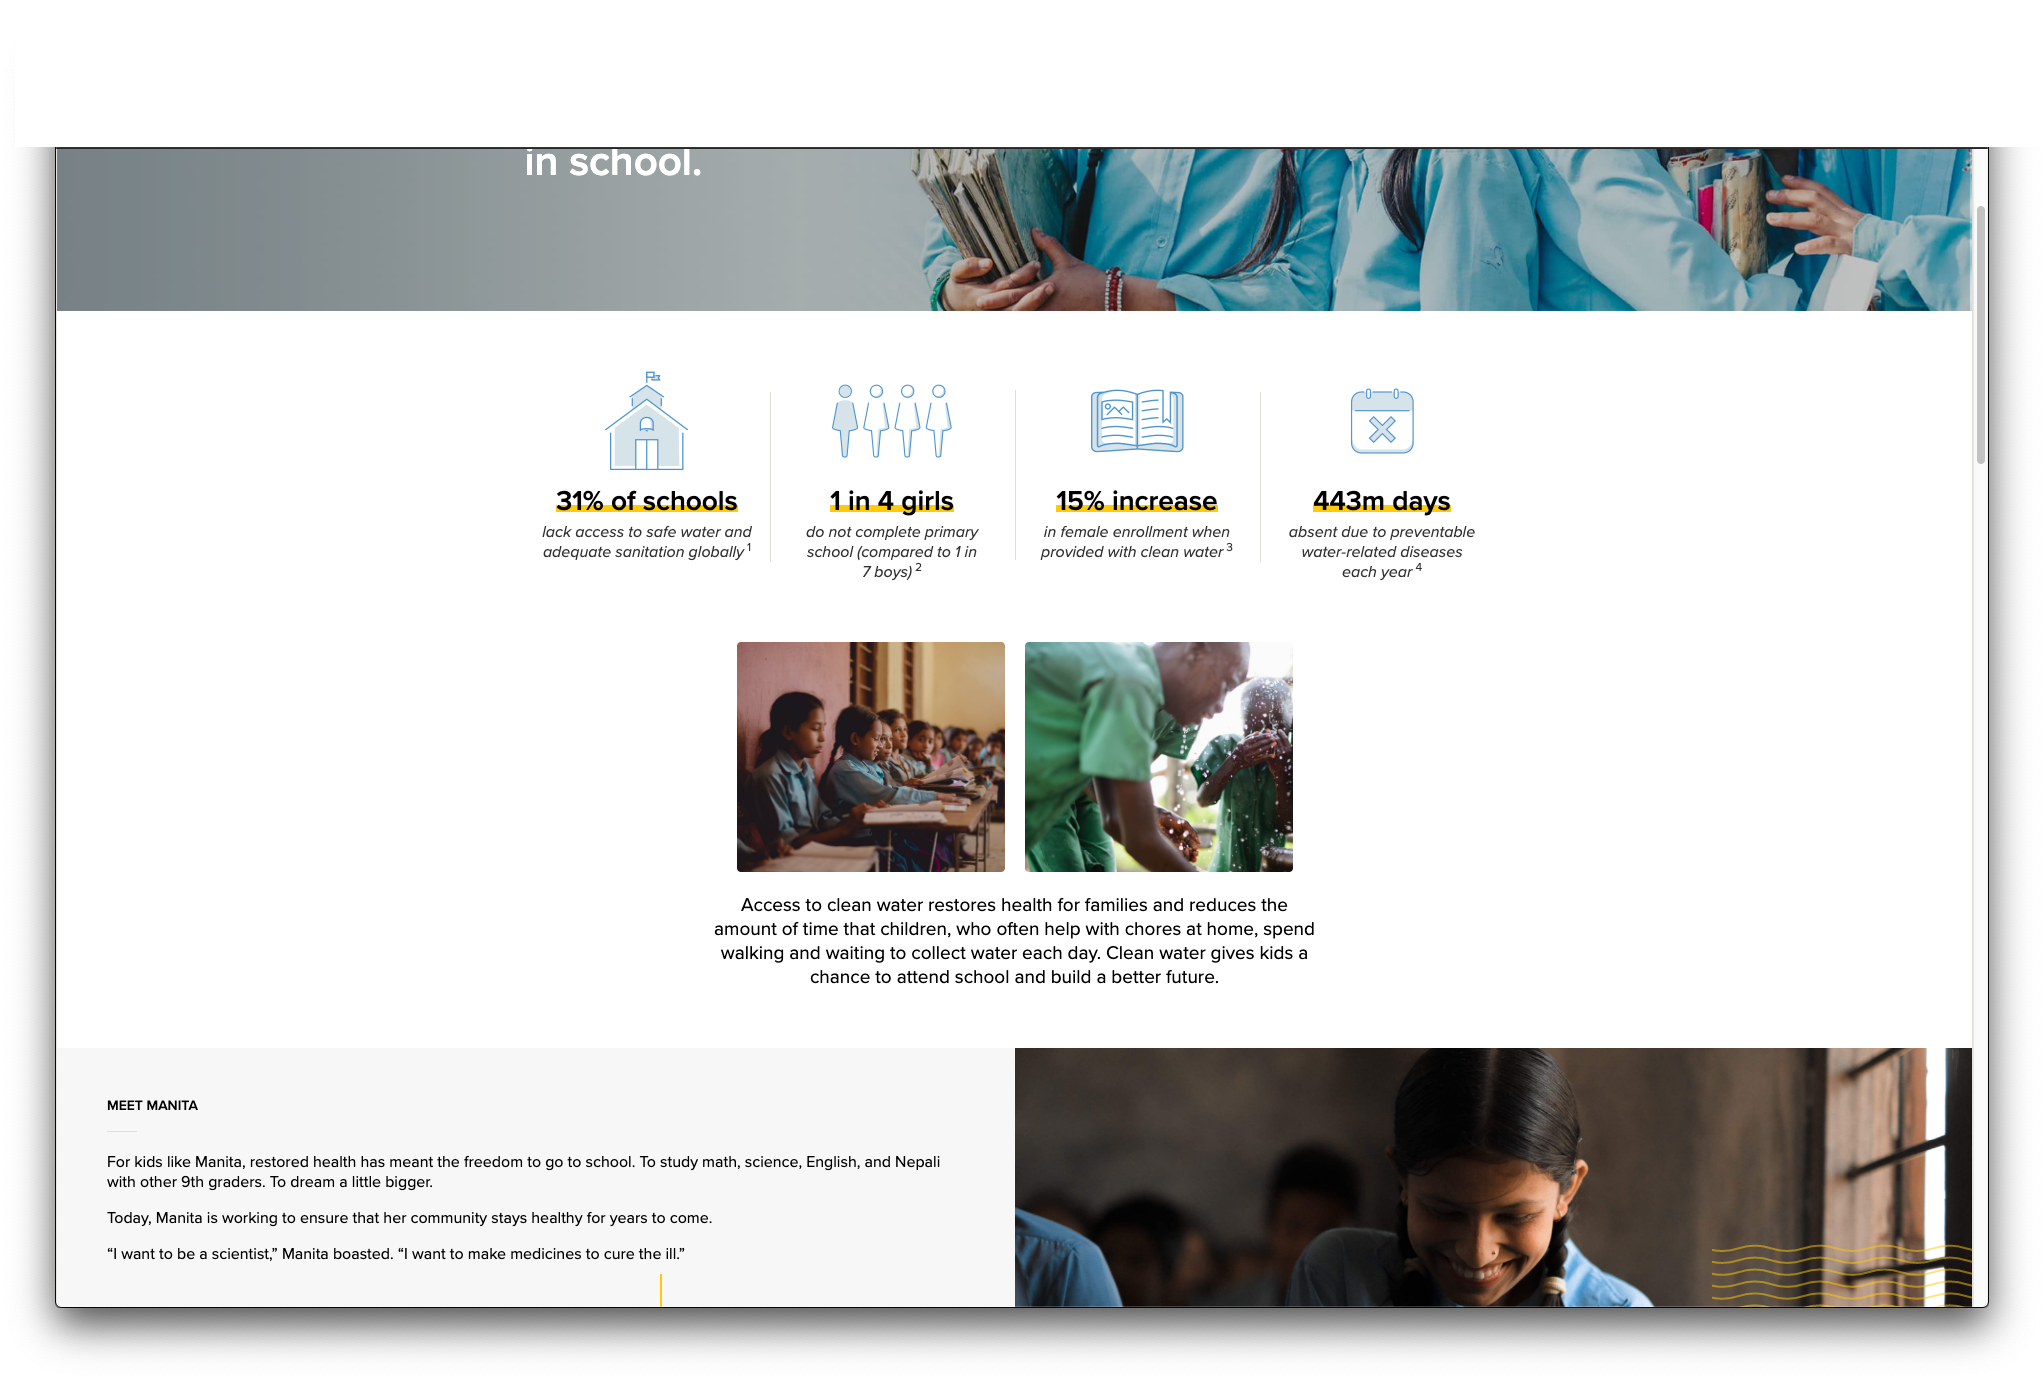 in school.
31% of schools
lack access to safe water and
adequate sanitation globally 1
1 in 4 girls
do not complete primary
school (compared to 1 in
7 boys) 2
15% increase
in female enrollment when
provided with clean water 3
443m days
absent due to preventable
water-related diseases
each year 4
Access to clean water restores health for families and reduces the
amount of time that children, who often help with chores at home, spend
walking and waiting to collect water each day. Clean water gives kids a
chance to attend school and build a better future.
MEET MANITA
For kids like Manita, restored health has meant the freedom to go to school. To study math, science, English, and Nepali
with other 9th graders. To dream a little bigger.
Today, Manita is working to ensure that her community stays healthy for years to come.
“I want to be a scientist,” Manita boasted. “I want to make medicines to cure the ill.”